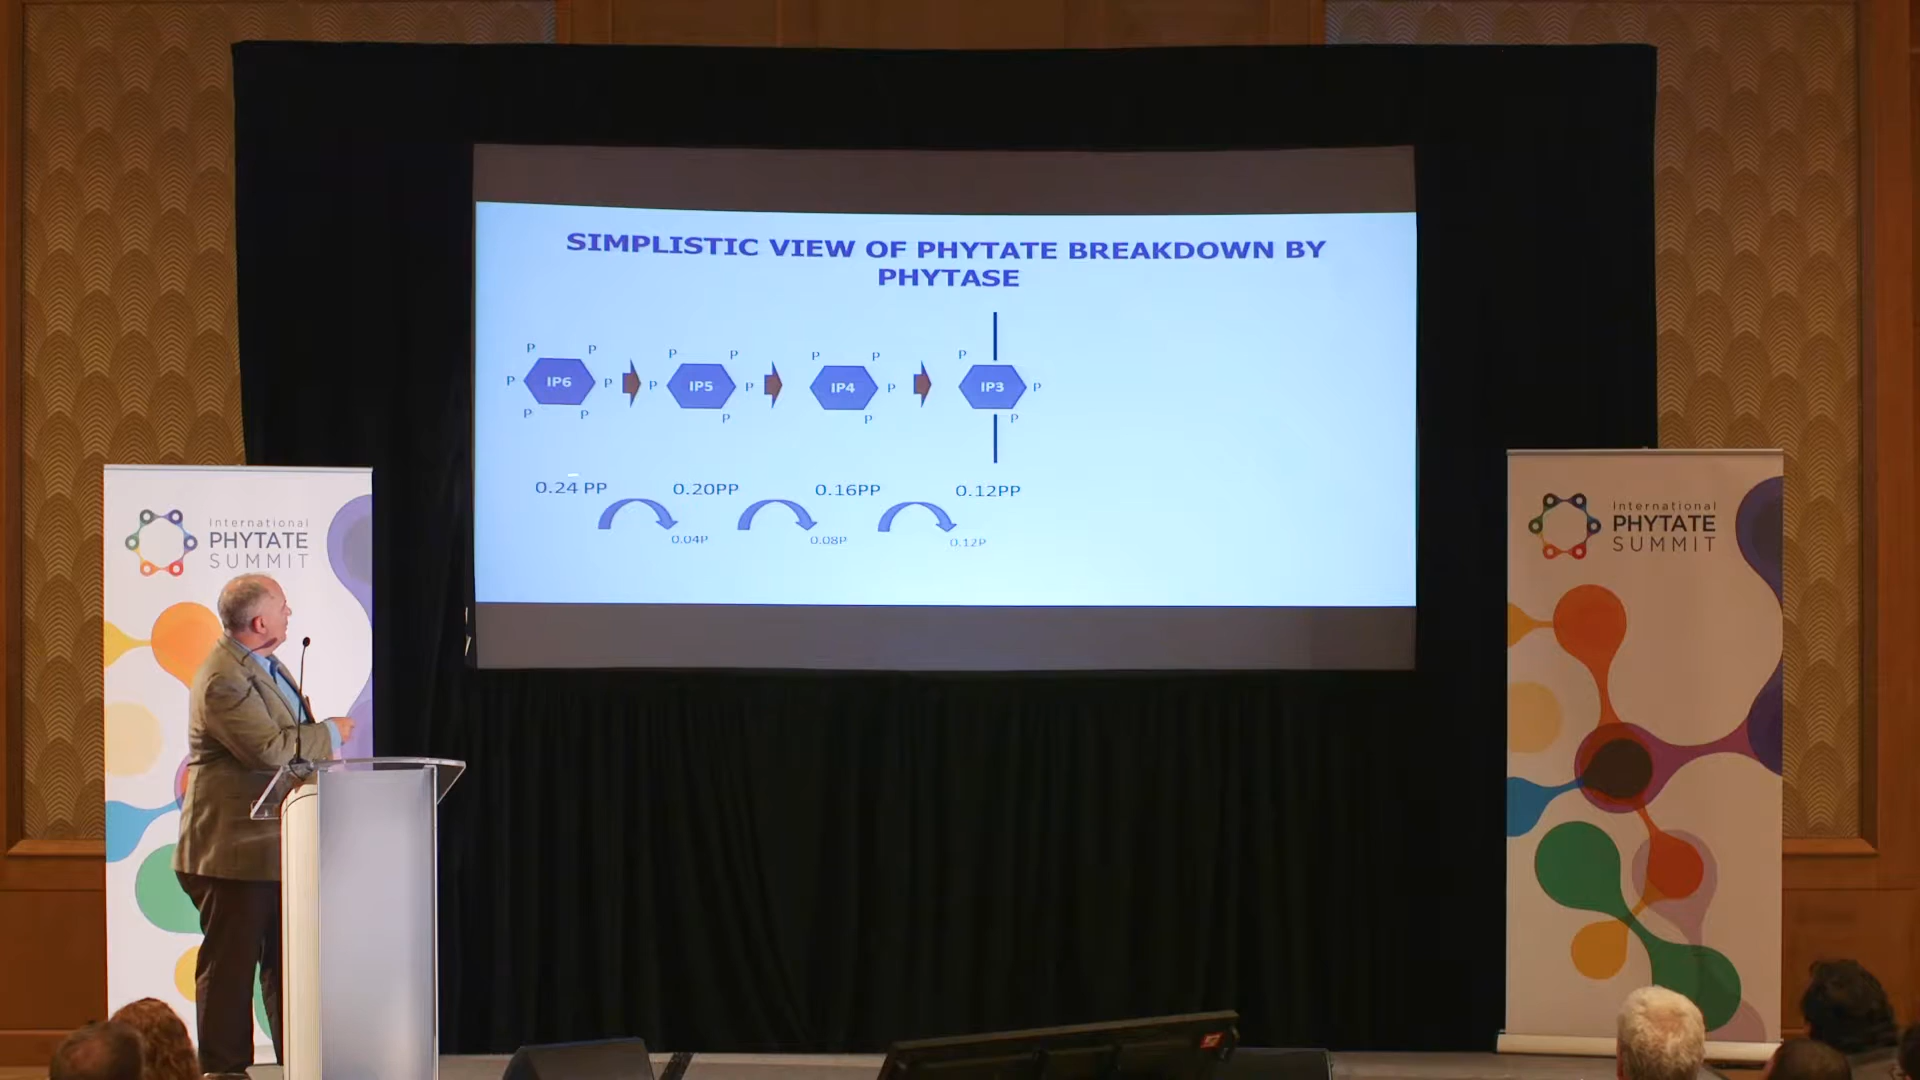 SIMPLISTIC VIEW OF PHYTATE BREAKDOWN BY
PHYTASE
P P P P
P P P P
IP6
P P P P P
IP5
P P P P
IP4
P P P
IP3
0.24 PP 0.20PP 0.16PP 0.12PP
0.04P 0.08P 0.12P
International
PHYTATE
SUMMIT
International
PHYTATE
SUMMIT